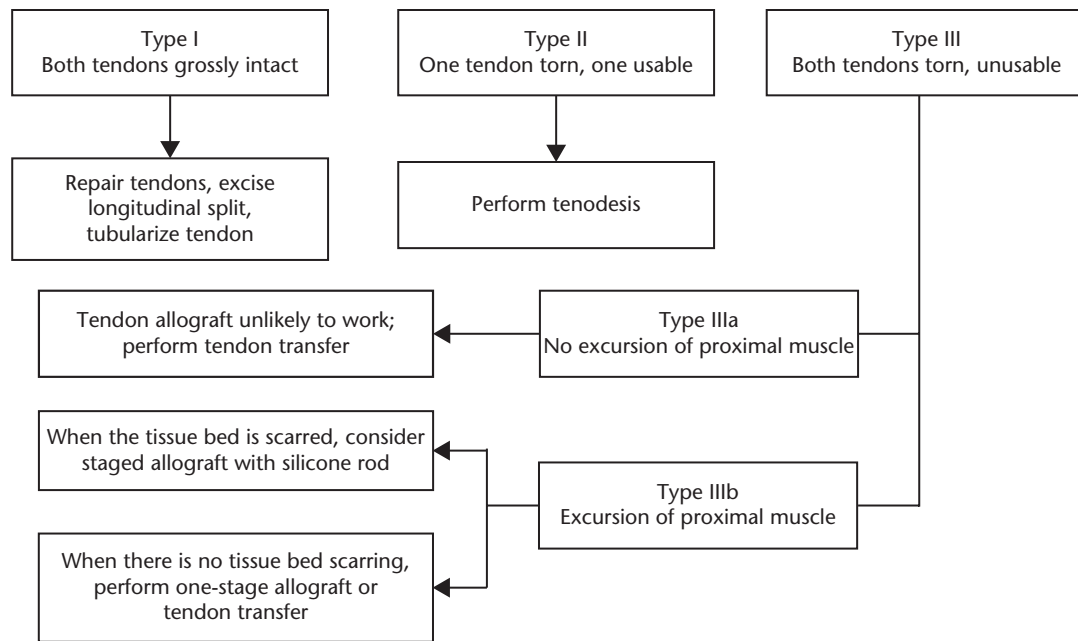 Type I
Both tendons grossly intact
Type II
One tendon torn, one usable
Type III
Both tendons torn, unusable
Repair tendons, excise
longitudinal split,
tubularize tendon
Perform tenodesis
Tendon allograft unlikely to work;
perform tendon transfer
Type IIIa
No excursion of proximal muscle
When the tissue bed is scarred, consider
staged allograft with silicone rod
Type IIIb
Excursion of proximal muscle
When there is no tissue bed scarring,
perform one-stage allograft or
tendon transfer